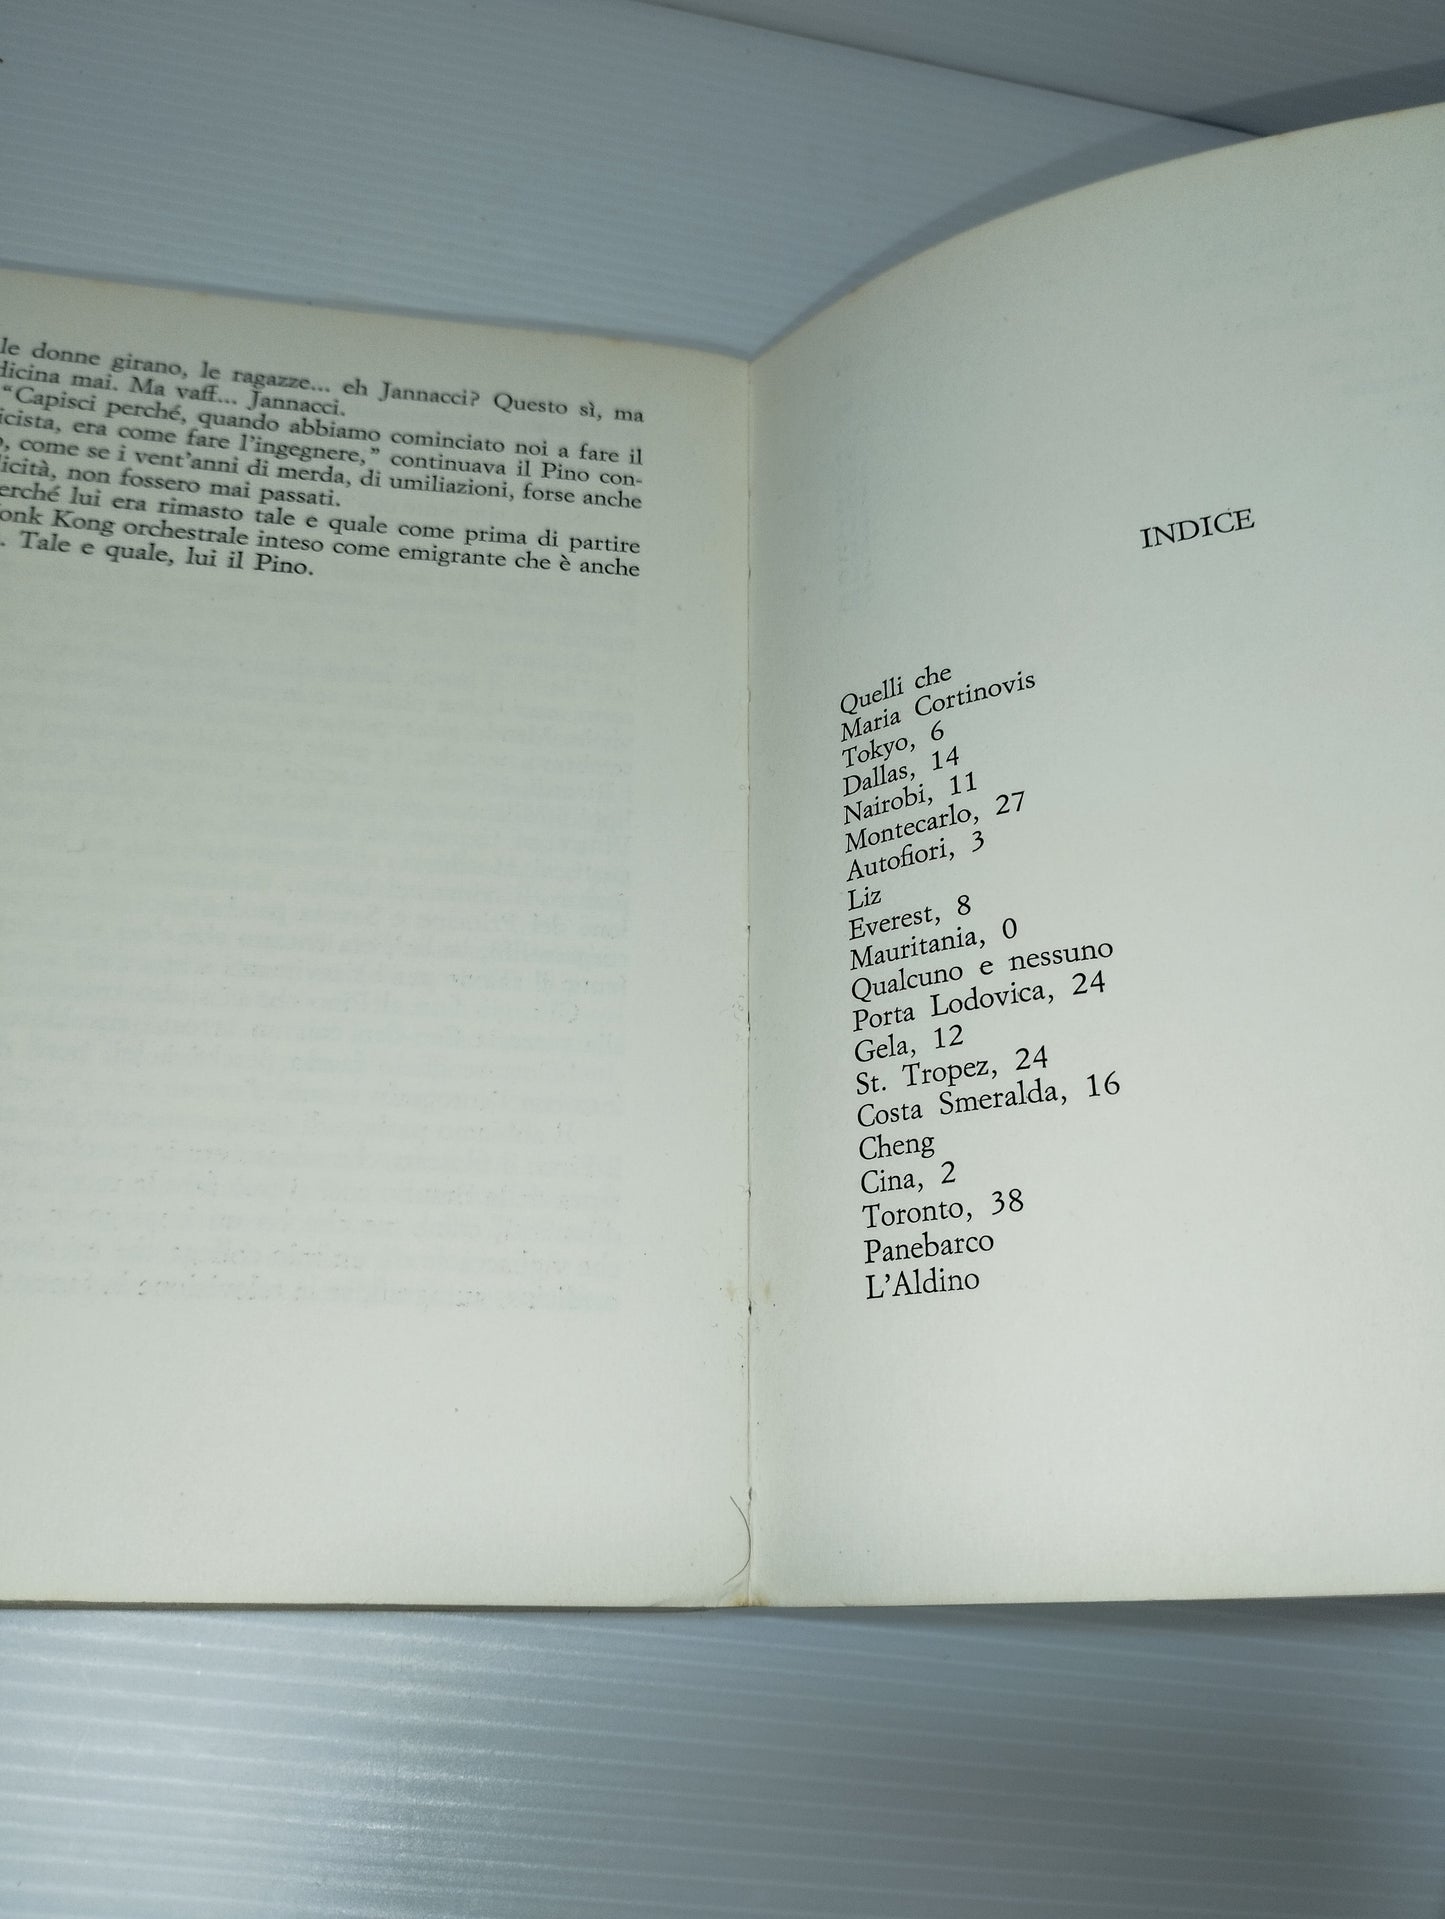 le donne girano, le ragazze... eh Jannacci? Questo sì, ma
dicina mai. Ma vaff... Jannacci.
“Capisci perché, quando abbiamo cominciato noi a fare il
icista, era come fare l’ingegnere,” continuava il Pino con-
o, come se i vent’anni di merda, di umiliazioni, forse anche
licità, non fossero mai passati.
erché lui era rimasto tale e quale come prima di partire
onk Kong orchestrale inteso come emigrante che è anche
. Tale e quale, lui il Pino.
INDICE
Quelli che
Maria Cortinovis
Tokyo, 6
Dallas, 14
Nairobi, 11
Montecarlo, 27
Autofiori, 3
Liz
Everest, 8
Mauritania, 0
Qualcuno e nessuno
Porta Lodovica, 24
Gela, 12
St. Tropez, 24
Costa Smeralda, 16
Cheng
Cina, 2
Toronto, 38
Panebarco
L’Aldino